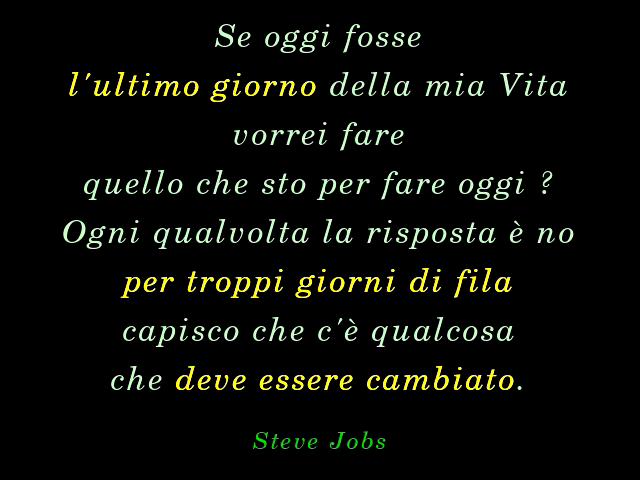 Se oggi fosse
l'ultimo giorno della mia Vita
vorrei fare
quello che sto per fare oggi ?
Ogni qualvolta la risposta è no
per troppi giorni di fila
capisco che c'è qualcosa
che deve essere cambiato.
Steve Jobs